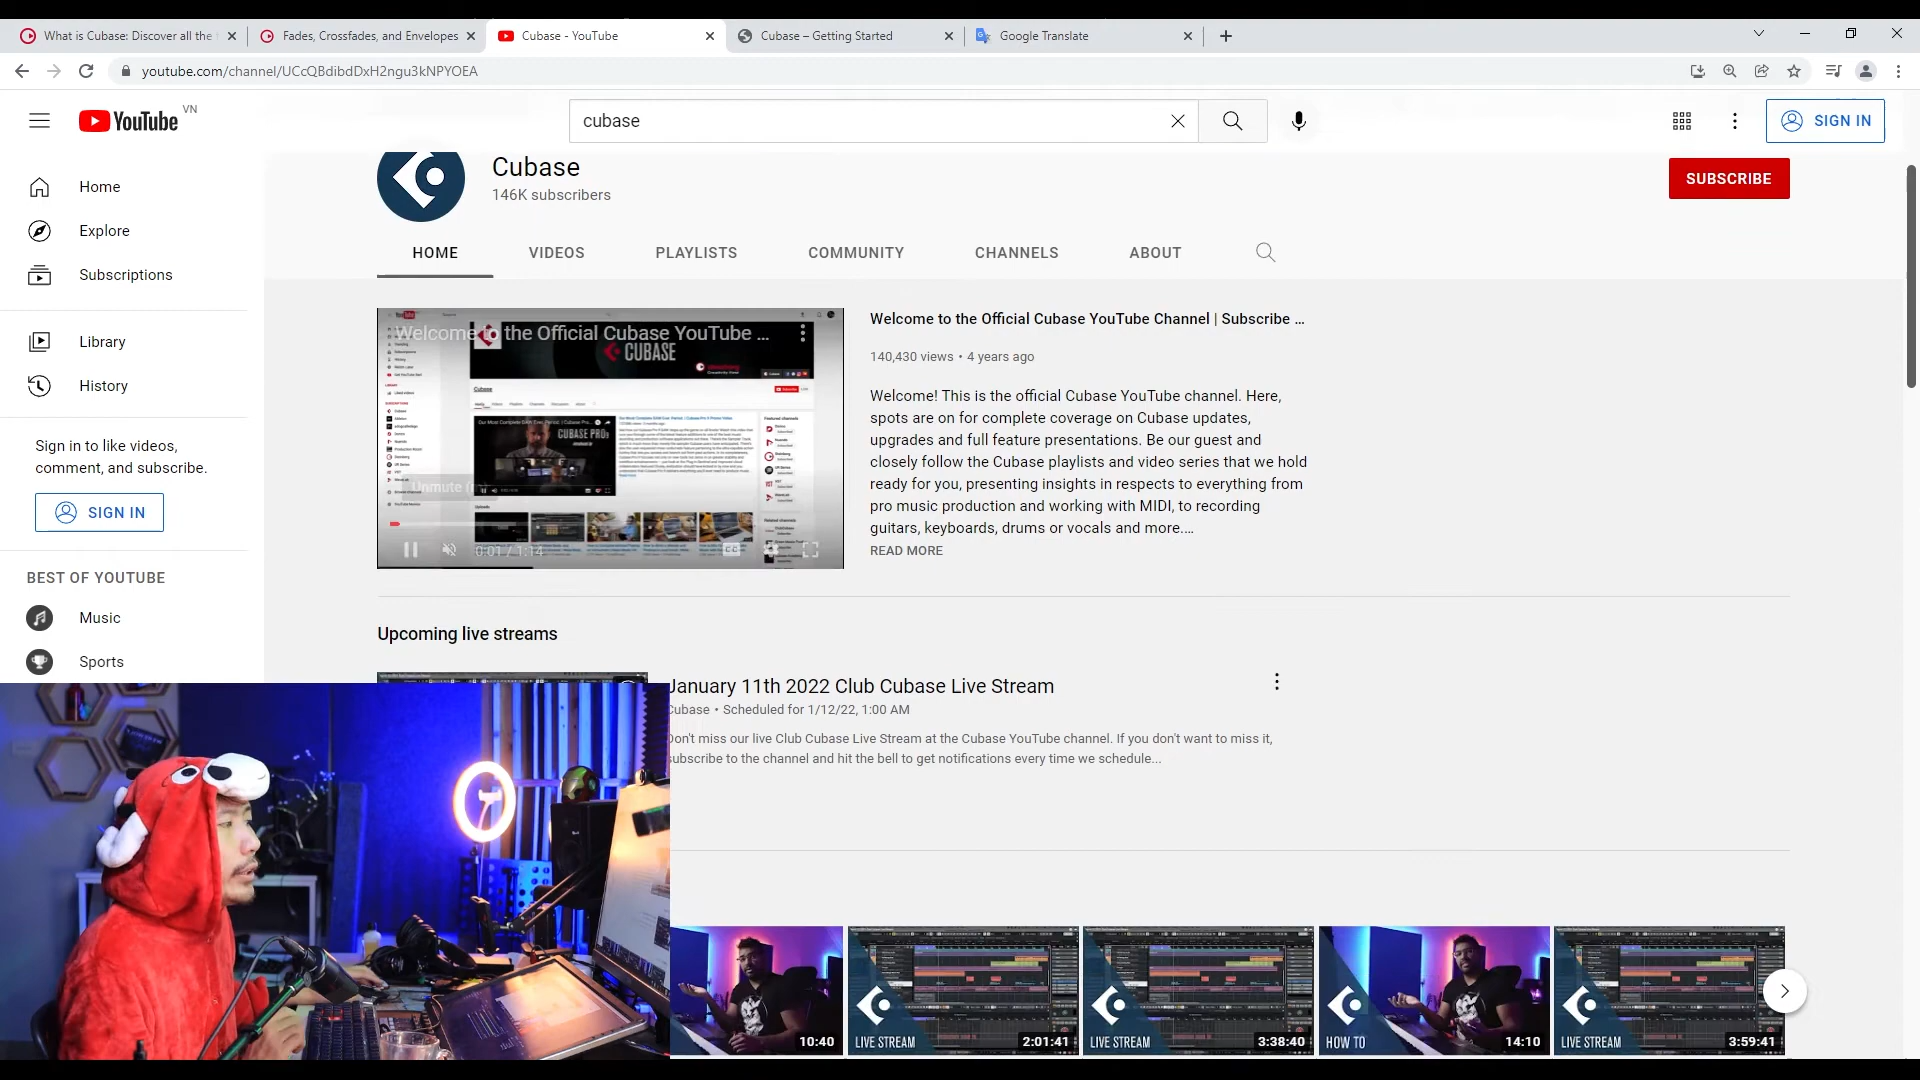 What is Cubase: Discover all the
Fades, Crossfades, and Envelopes
Cubase - YouTube
Cubase – Getting Started
Google Translate
youtube.com/channel/UCcQBdibdDxH2ngu3kNPYOEA
YouTube VN
cubase
SIGN IN
Home
Explore
Subscriptions
Library
History
Sign in to like videos,
comment, and subscribe.
SIGN IN
BEST OF YOUTUBE
Music
Sports
Cubase
146K subscribers
SUBSCRIBE
HOME
VIDEOS
PLAYLISTS
COMMUNITY
CHANNELS
ABOUT
Welcome to the Official Cubase YouTube ...
CUBASE
CUBASE PRO
Unmute (m)
0:01 / 1:14
Welcome to the Official Cubase YouTube Channel | Subscribe ...
140,430 views • 4 years ago
Welcome! This is the official Cubase YouTube channel. Here,
spots are on for complete coverage on Cubase updates,
upgrades and full feature presentations. Be our guest and
closely follow the Cubase playlists and video series that we hold
ready for you, presenting insights in respects to everything from
pro music production and working with MIDI, to recording
guitars, keyboards, drums or vocals and more....
READ MORE
Upcoming live streams
January 11th 2022 Club Cubase Live Stream
Cubase • Scheduled for 1/12/22, 1:00 AM
Don't miss our live Club Cubase Live Stream at the Cubase YouTube channel. If you don't want to miss it,
subscribe to the channel and hit the bell to get notifications every time we schedule...
10:40
LIVE STREAM
2:01:41
LIVE STREAM
3:38:40
HOW TO
14:10
LIVE STREAM
3:59:41